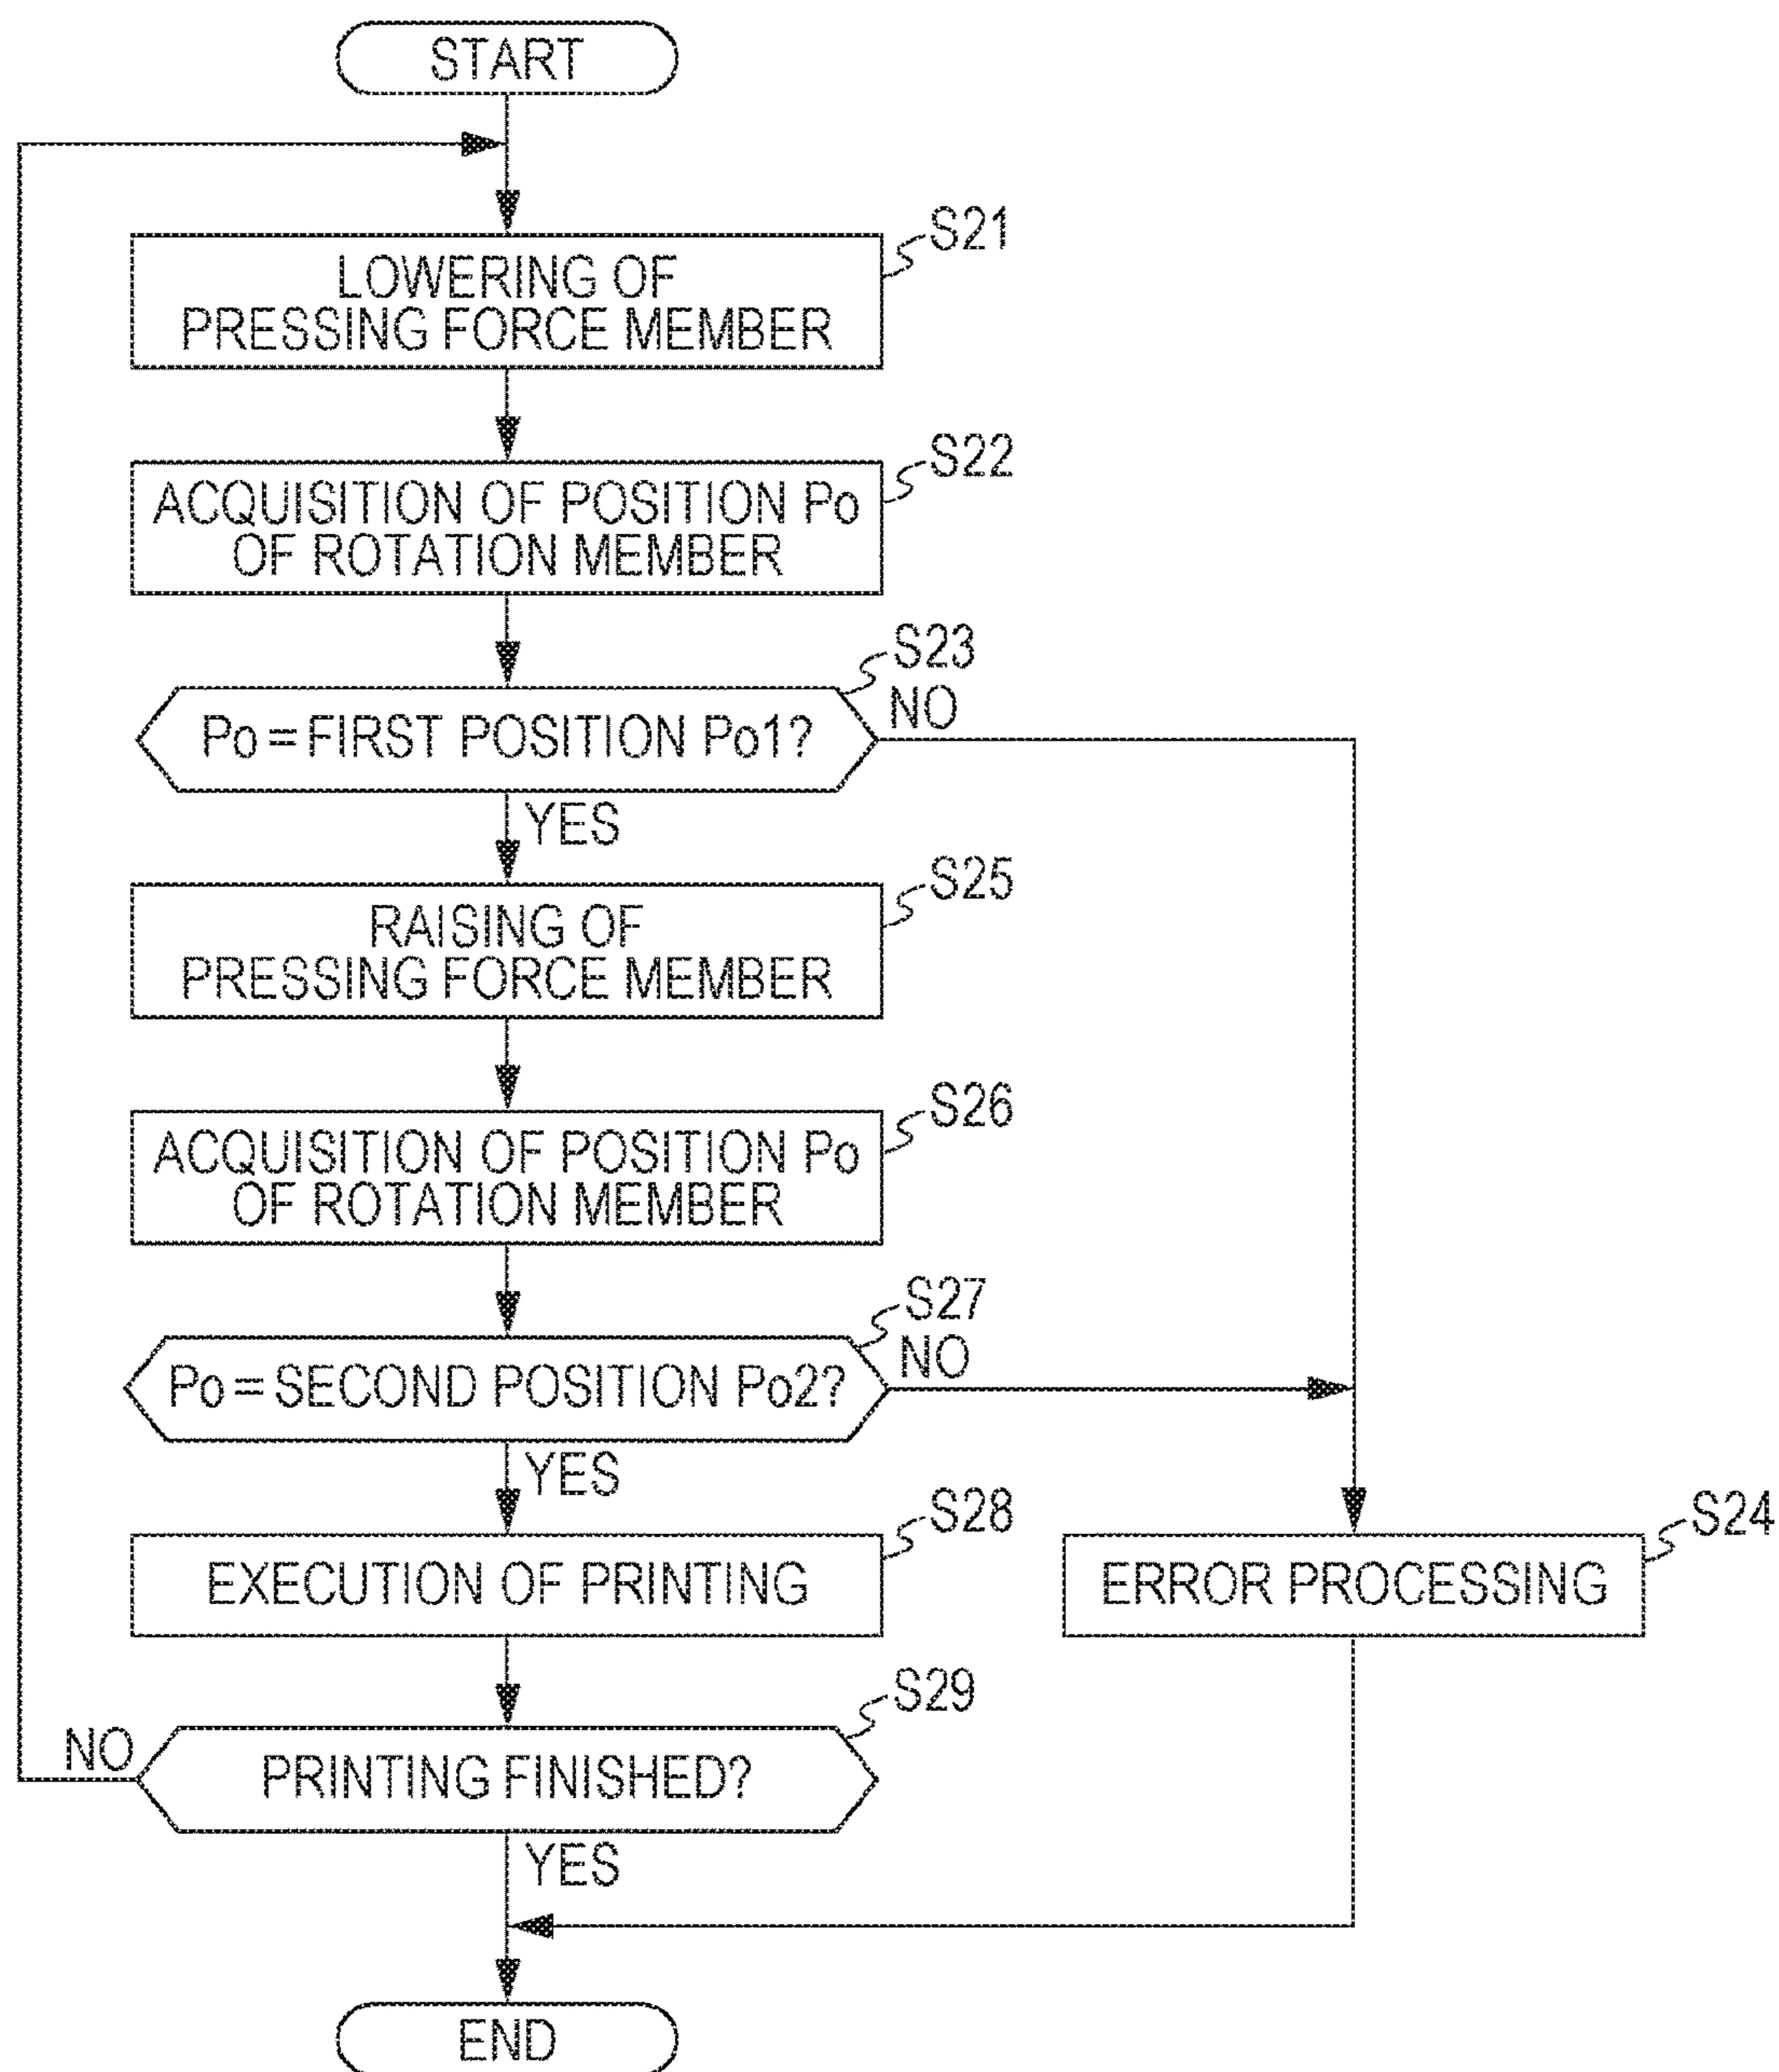 START
S21
LOWERING OF
PRESSING FORCE MEMBER
S22
ACQUISITION OF POSITION Po
OF ROTATION MEMBER
S23
Po = FIRST POSITION Po1?
NO
YES
S25
RAISING OF
PRESSING FORCE MEMBER
S26
ACQUISITION OF POSITION Po
OF ROTATION MEMBER
S27
Po = SECOND POSITION Po2?
NO
YES
S28
EXECUTION OF PRINTING
S24
ERROR PROCESSING
S29
NO
PRINTING FINISHED?
YES
END